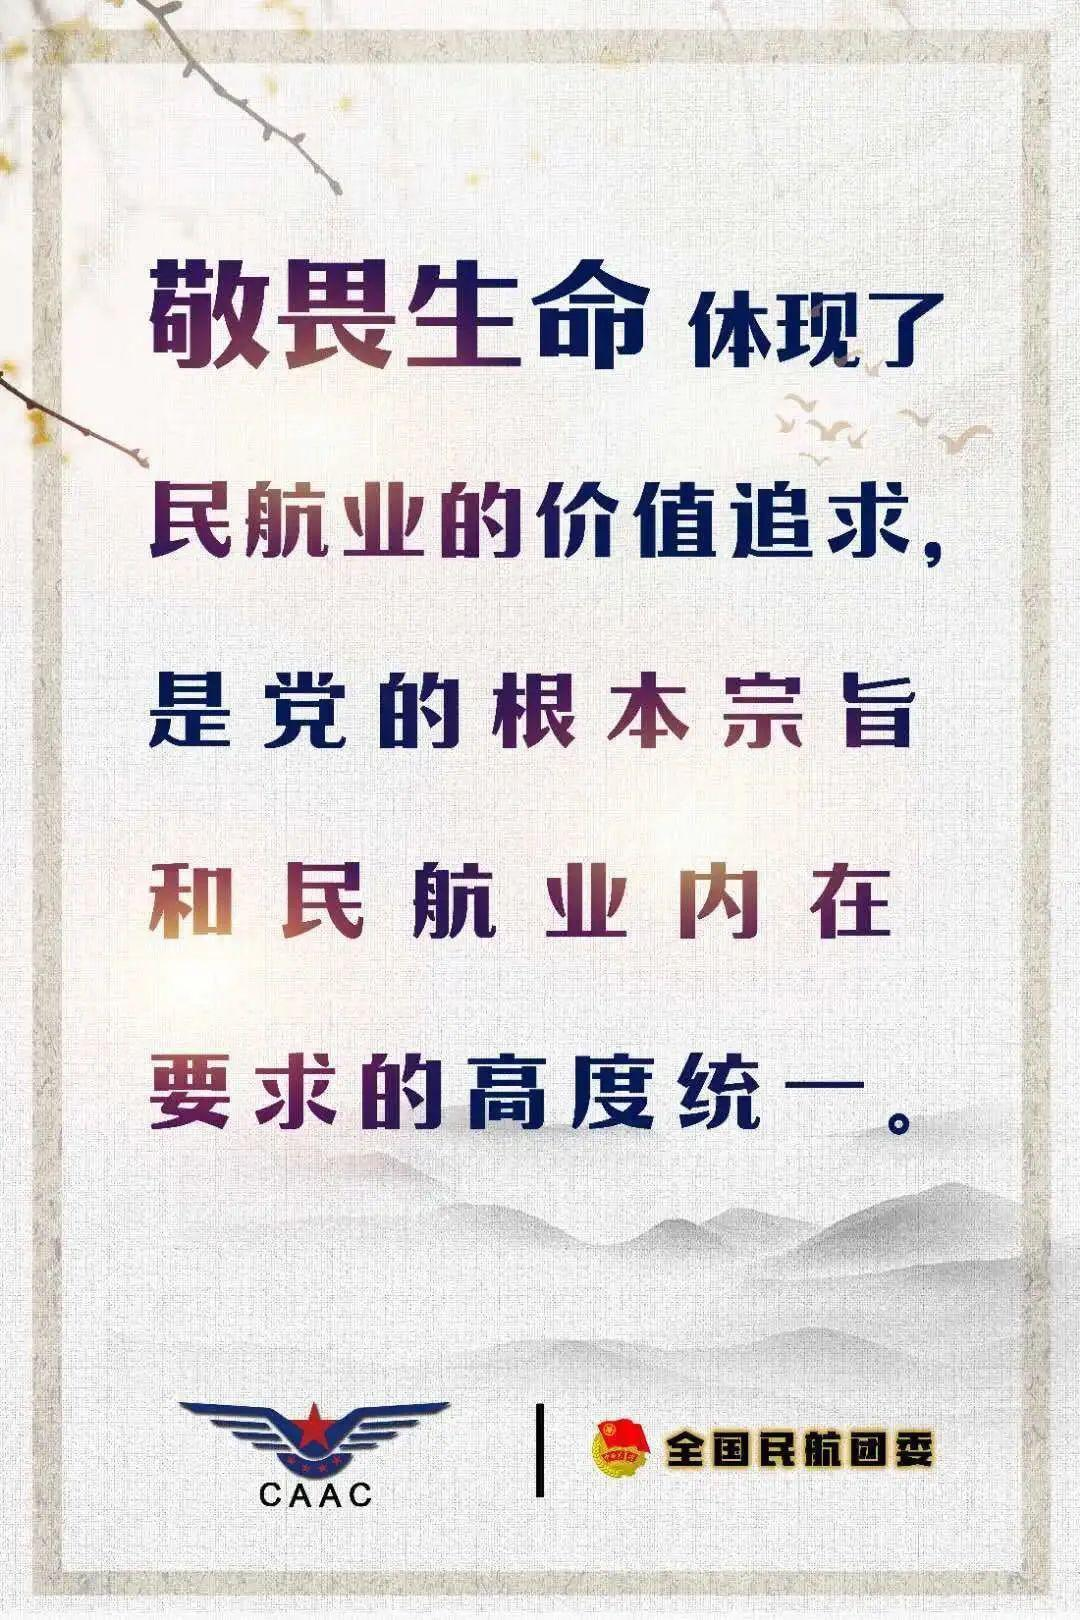 敬畏生命 体现了
民航业的价值追求，
是党的根本宗旨
和民航业内在
要求的高度统一。
CAAC
全国民航团委